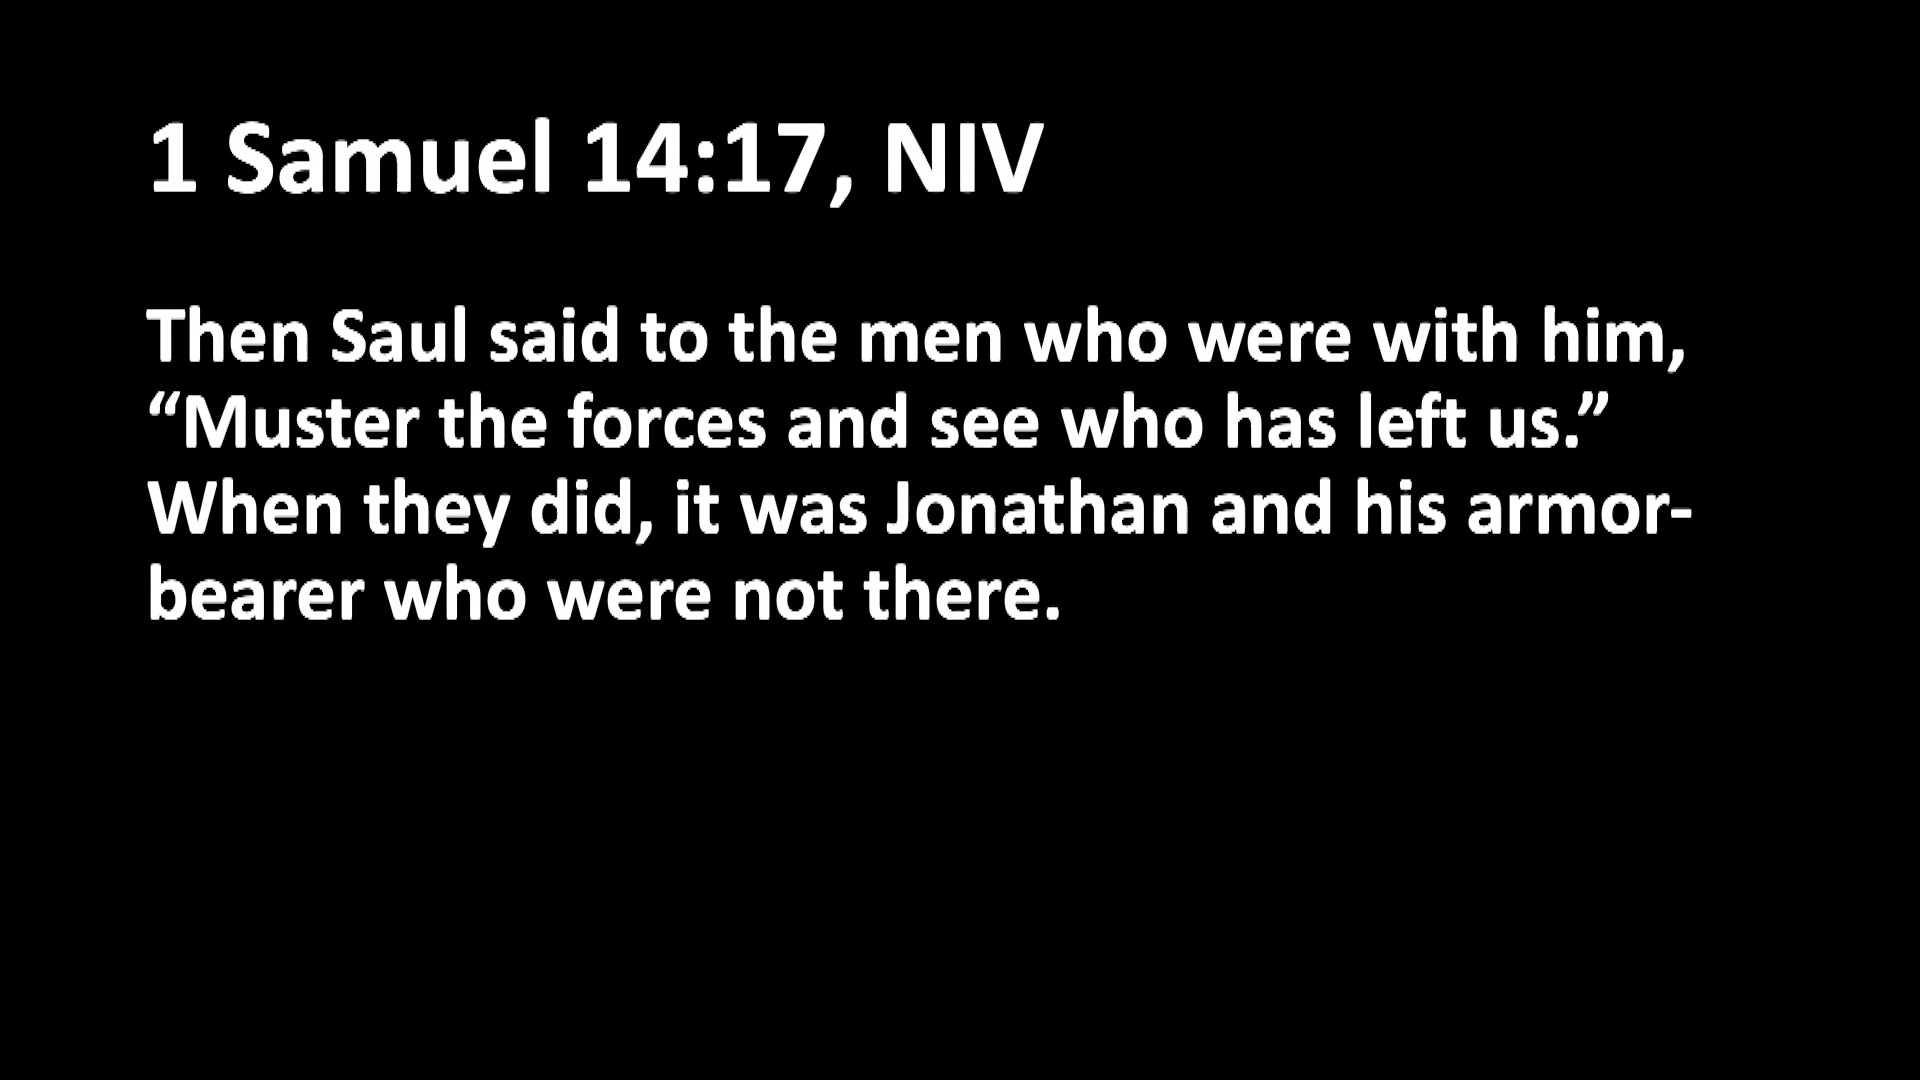 1 Samuel 14:17, NIV
Then Saul said to the men who were with him,
“Muster the forces and see who has left us.”
When they did, it was Jonathan and his armor-
bearer who were not there.